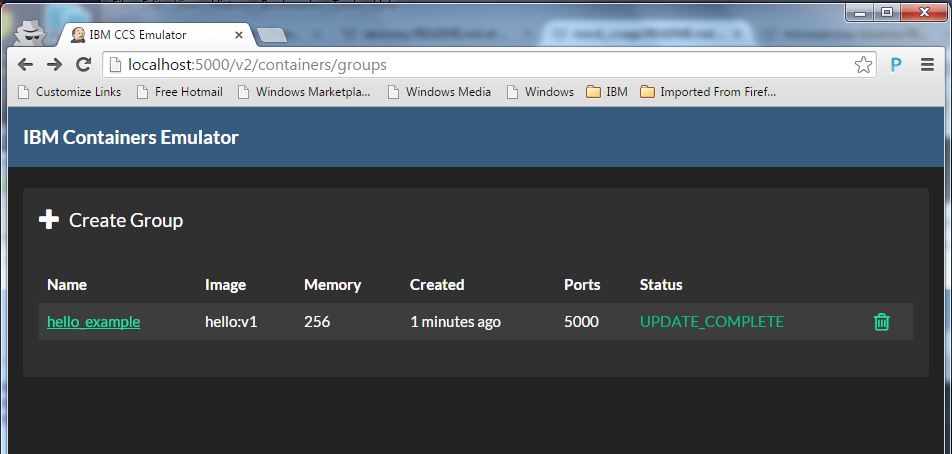 IBM CCS Emulator
localhost:5000/v2/containers/groups
P
Customize Links Free Hotmail Windows Marketpla... Windows Media Windows IBM Imported From Firef...
IBM Containers Emulator
Create Group
Name Image Memory Created Ports Status
hello_example hello:v1 256 1 minutes ago 5000 UPDATE_COMPLETE